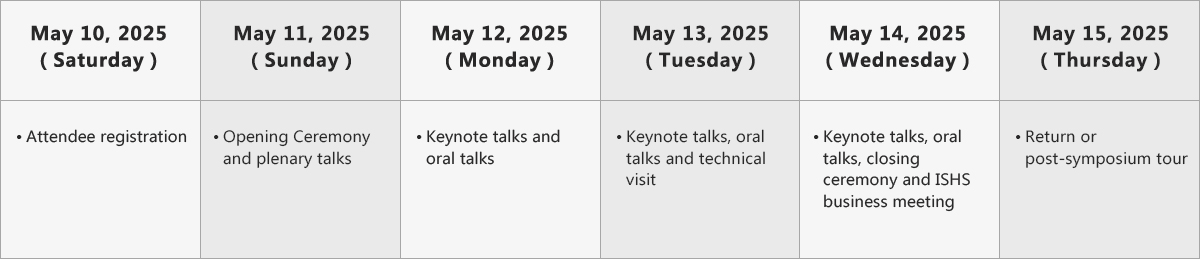 May 10, 2025
( Saturday )
May 11, 2025
( Sunday )
May 12, 2025
( Monday )
May 13, 2025
( Tuesday )
May 14, 2025
( Wednesday )
May 15, 2025
( Thursday )
• Attendee registration
• Opening Ceremony
and plenary talks
• Keynote talks and
oral talks
• Keynote talks, oral
talks and technical
visit
• Keynote talks, oral
talks, closing
ceremony and ISHS
business meeting
• Return or
post-symposium tour